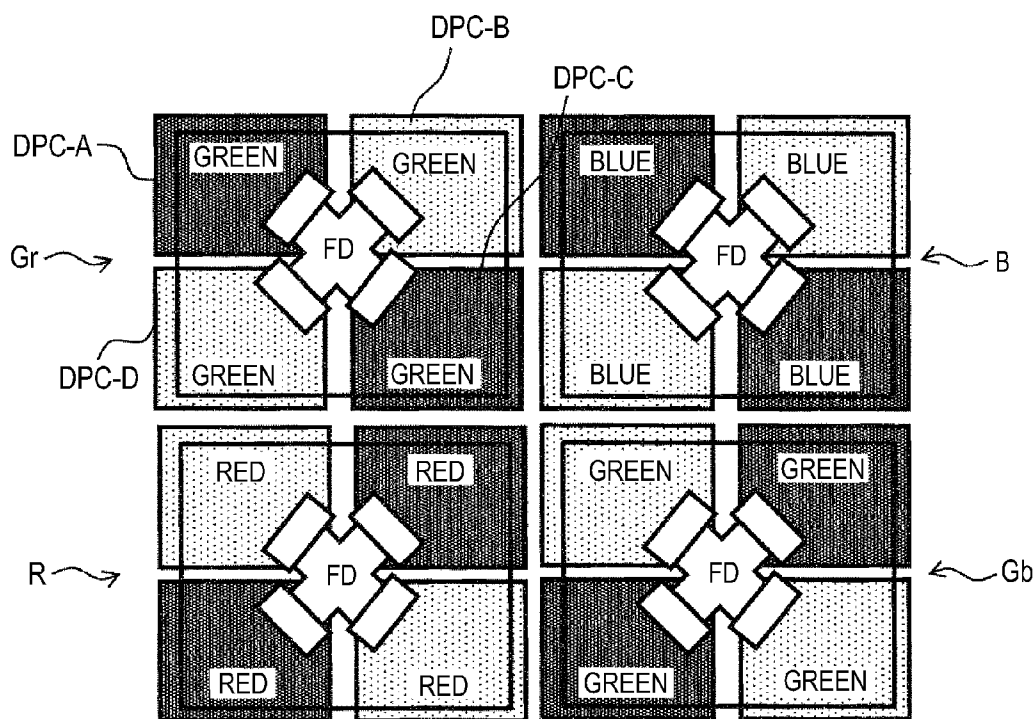 DPC-B
DPC-C
DPC-A
GREEN GREEN BLUE BLUE
Gr FD FD B
DPC-D
GREEN GREEN BLUE BLUE
RED RED GREEN GREEN
R FD FD Gb
RED RED GREEN GREEN